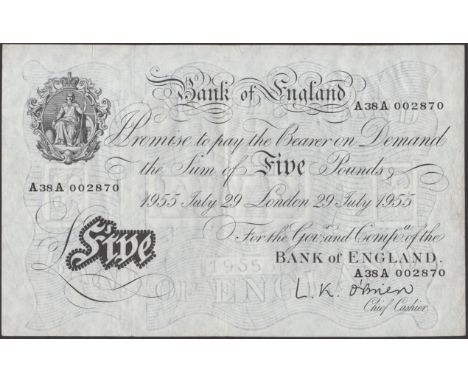 Bank of England
A38A 002870
I Promise to pay the Bearer on Demand
the Sum of Five Pounds
A38A 002870
1955 July 29 London 29 July 1955
Five
For the Govr. and Compa. of the
BANK of ENGLAND.
1955
A38A 002870
L.K. O'Brien
Chief Cashier.